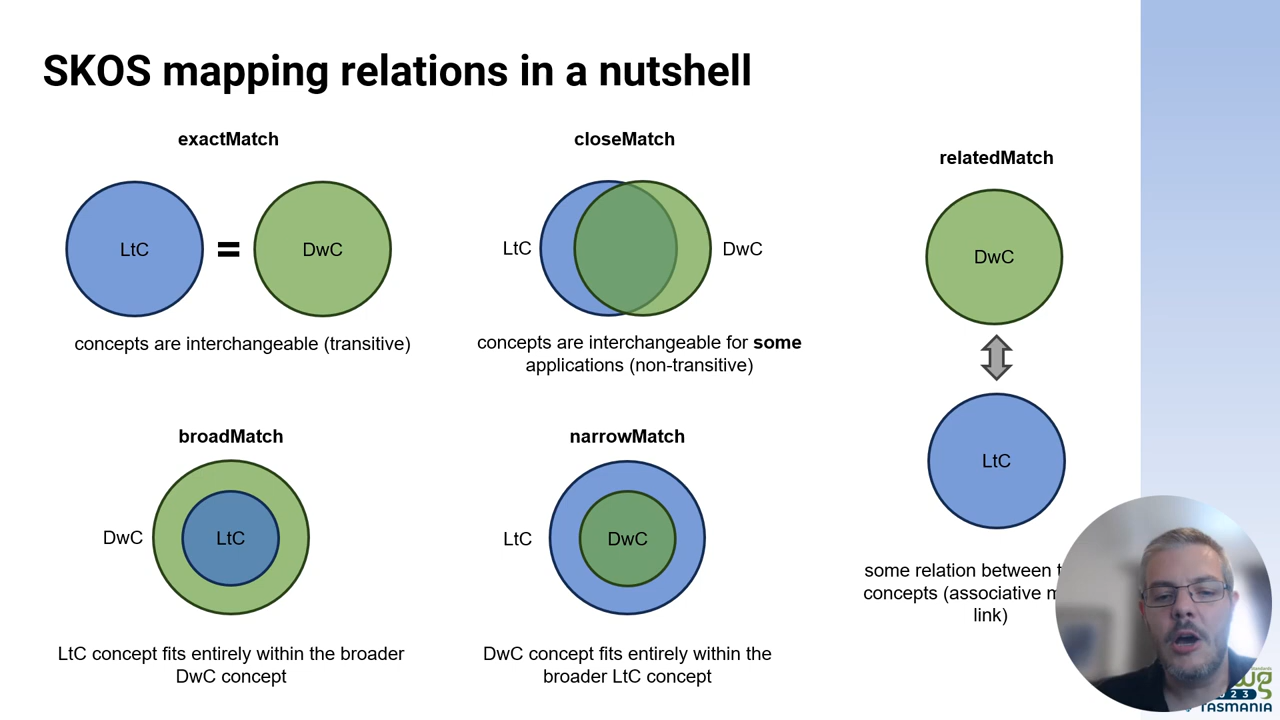 SKOS mapping relations in a nutshell
exactMatch
LtC
=
DwC
concepts are interchangeable (transitive)
closeMatch
LtC
DwC
concepts are interchangeable for some
applications (non-transitive)
relatedMatch
DwC
LtC
some relation between
concepts (associative
link)
broadMatch
DwC
LtC
LtC concept fits entirely within the broader
DwC concept
narrowMatch
LtC
DwC
DwC concept fits entirely within the
broader LtC concept
TASMANIA